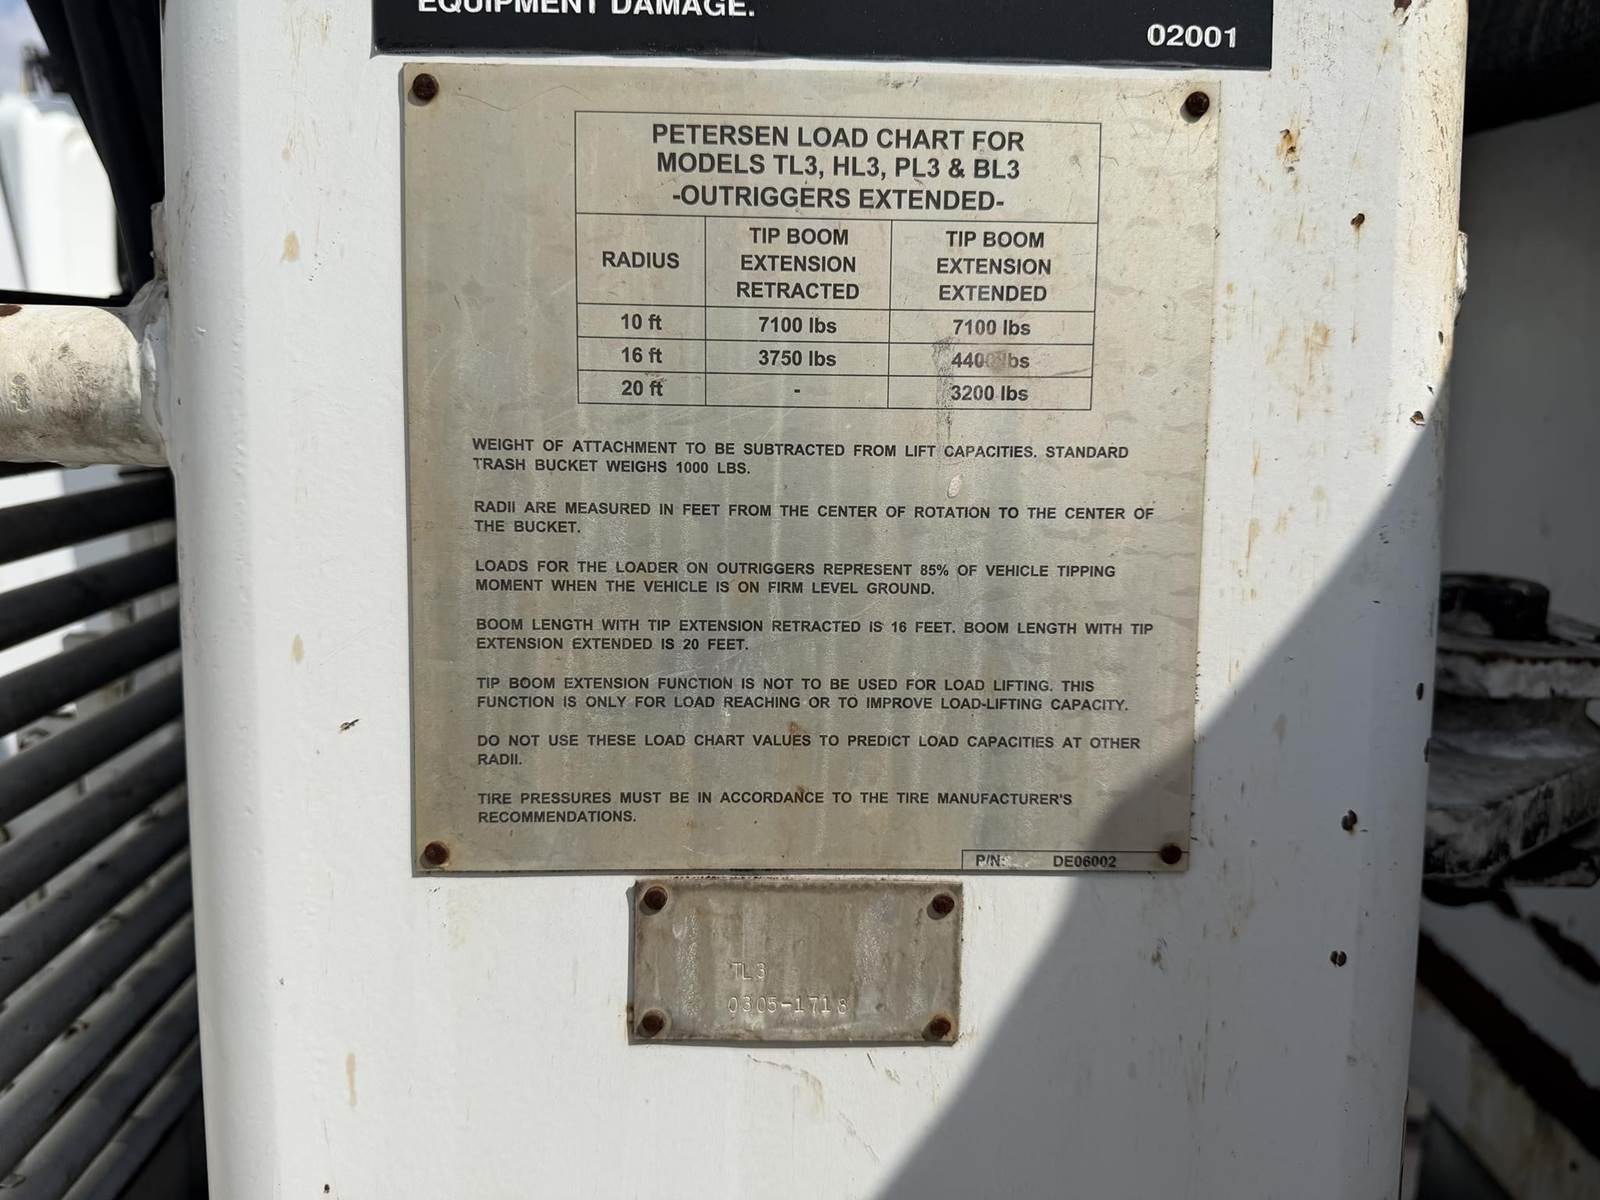 EQUIPMENT DAMAGE.
02001
PETERSEN LOAD CHART FOR
MODELS TL3, HL3, PL3 & BL3
-OUTRIGGERS EXTENDED-
RADIUS
TIP BOOM
EXTENSION
RETRACTED
TIP BOOM
EXTENSION
EXTENDED
10 ft 7100 lbs 7100 lbs
16 ft 3750 lbs 4400 lbs
20 ft - 3200 lbs
WEIGHT OF ATTACHMENT TO BE SUBTRACTED FROM LIFT CAPACITIES. STANDARD
TRASH BUCKET WEIGHS 1000 LBS.
RADII ARE MEASURED IN FEET FROM THE CENTER OF ROTATION TO THE CENTER OF
THE BUCKET.
LOADS FOR THE LOADER ON OUTRIGGERS REPRESENT 85% OF VEHICLE TIPPING
MOMENT WHEN THE VEHICLE IS ON FIRM LEVEL GROUND.
BOOM LENGTH WITH TIP EXTENSION RETRACTED IS 16 FEET. BOOM LENGTH WITH TIP
EXTENSION EXTENDED IS 20 FEET.
TIP BOOM EXTENSION FUNCTION IS NOT TO BE USED FOR LOAD LIFTING. THIS
FUNCTION IS ONLY FOR LOAD REACHING OR TO IMPROVE LOAD-LIFTING CAPACITY.
DO NOT USE THESE LOAD CHART VALUES TO PREDICT LOAD CAPACITIES AT OTHER
RADII.
TIRE PRESSURES MUST BE IN ACCORDANCE TO THE TIRE MANUFACTURER'S
RECOMMENDATIONS.
P/N: DE06002
TL3
0305-1718